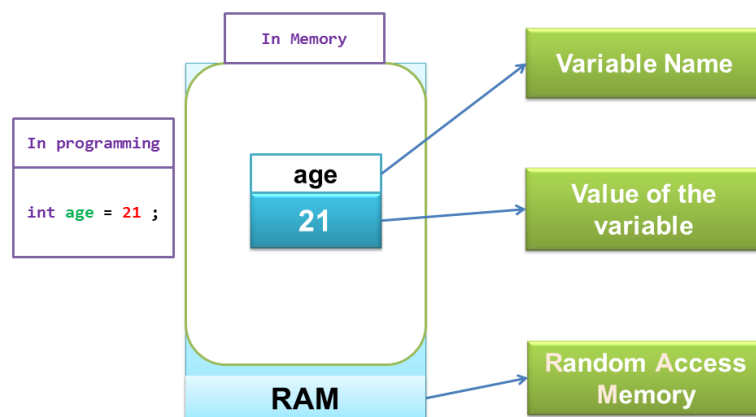 In Memory
Variable Name
In programming
age
int age = 21 ;
21
Value of the
variable
RAM
Random Access
Memory